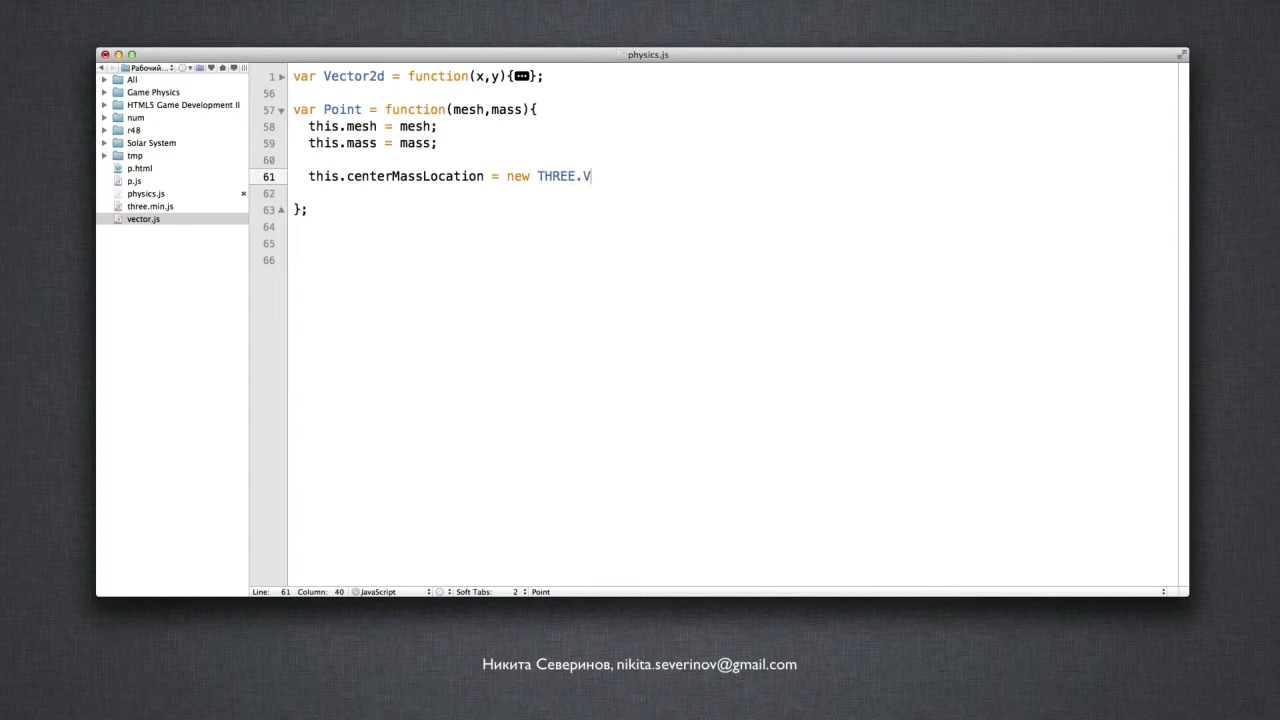 physics.js
Рабочий...
All
Game Physics
HTML5 Game Development II
num
r48
Solar System
tmp
p.html
p.js
physics.js
three.min.js
vector.js
1 var Vector2d = function(x,y){•••};
56
57 var Point = function(mesh,mass){
58 this.mesh = mesh;
59 this.mass = mass;
60
61 this.centerMassLocation = new THREE.V
62
63 };
64
65
66
Line: 61 Column: 40 JavaScript Soft Tabs: 2 Point
Никита Северинов, nikita.severinov@gmail.com